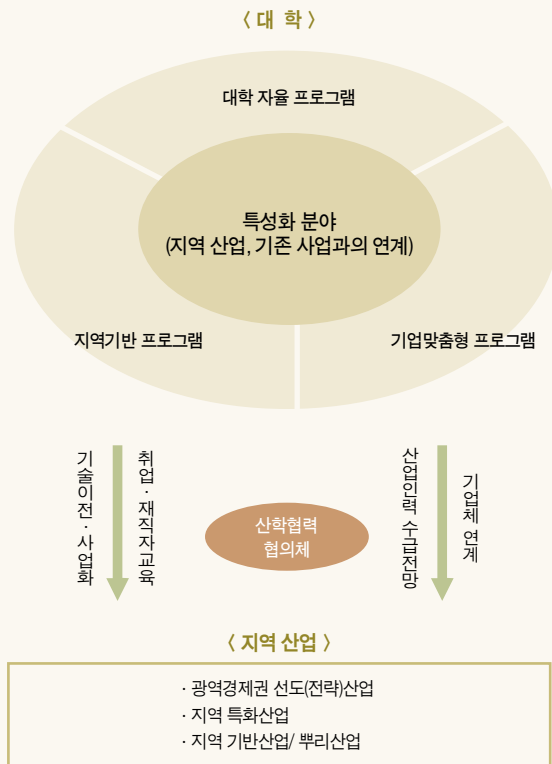 〈 대 학 〉
대학 자율 프로그램
특성화 분야
(지역 산업, 기존 사업과의 연계)
지역기반 프로그램
기업맞춤형 프로그램
기술이전 · 사업화
취업 · 재직자교육
산학협력
협의체
산업인력 수급전망
기업체 연계
〈 지역 산업 〉
· 광역경제권 선도(전략)산업
· 지역 특화산업
· 지역 기반산업/ 뿌리산업